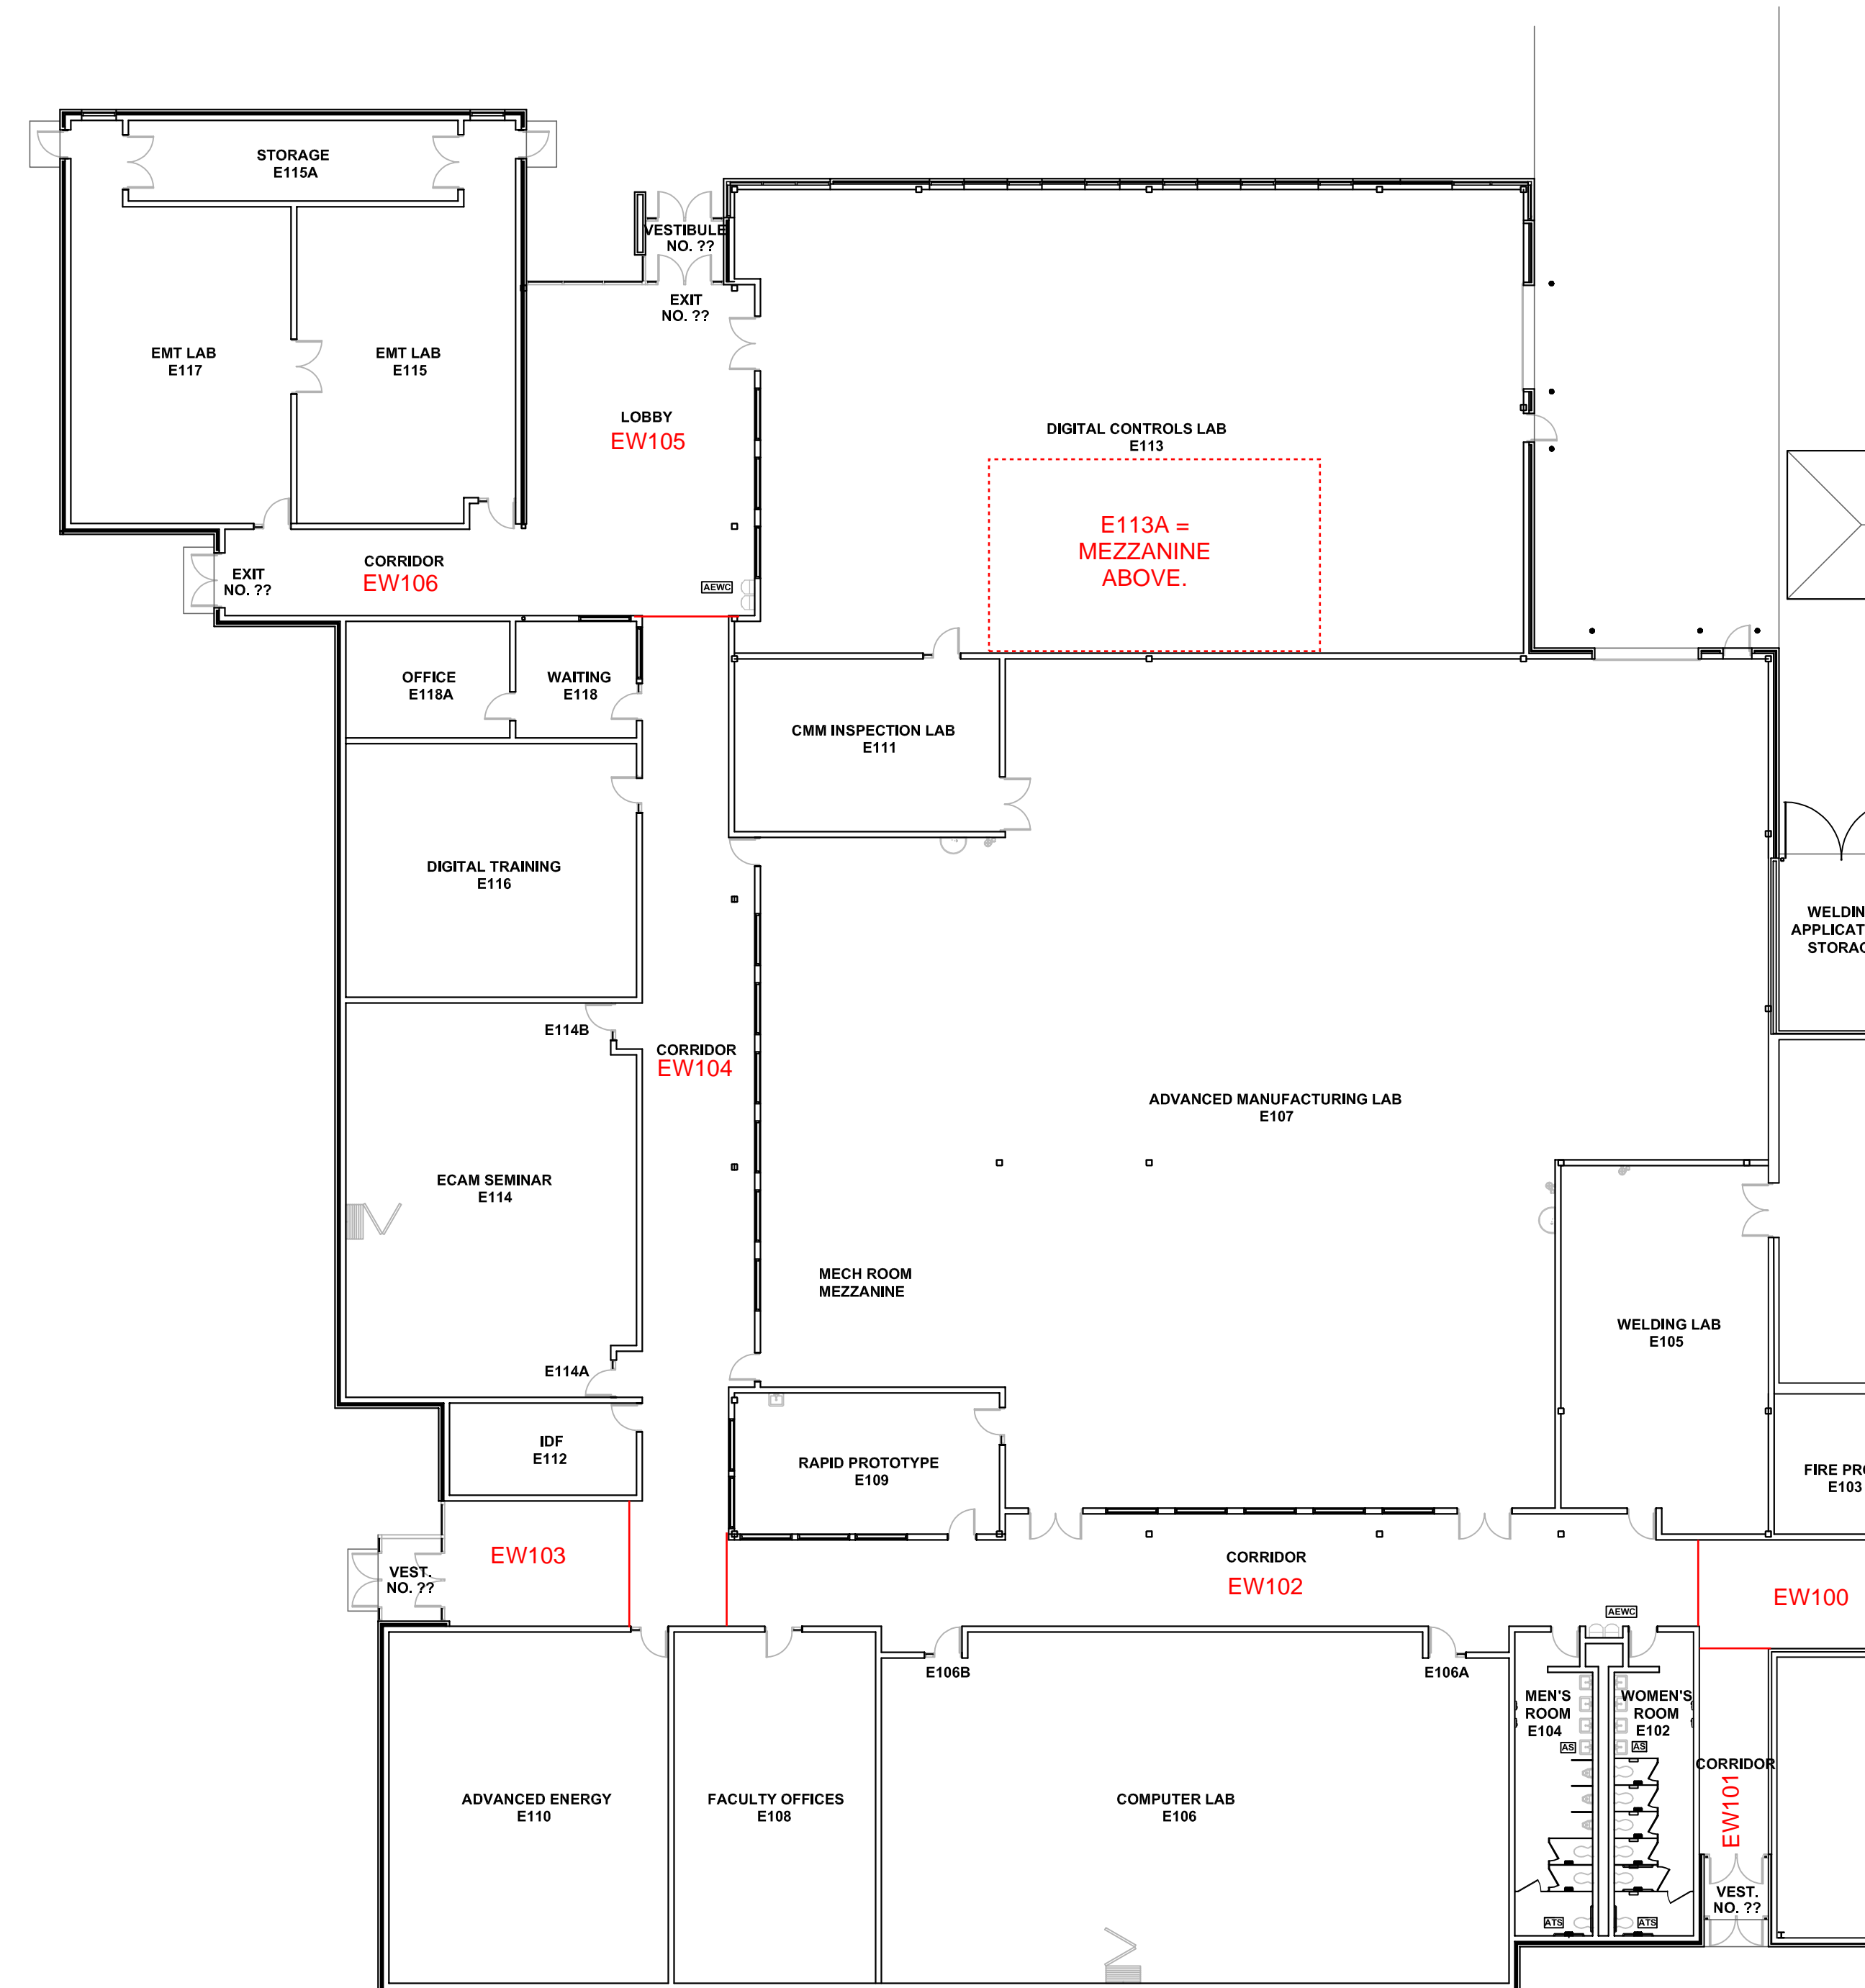 STORAGE
E115A
VESTIBULE
NO. ??
EXIT
NO. ??
EMT LAB
E117
EMT LAB
E115
LOBBY
EW105
DIGITAL CONTROLS LAB
E113
E113A =
MEZZANINE
ABOVE.
CORRIDOR
EW106
EXIT
NO. ??
AEWC
OFFICE
E118A
WAITING
E118
CMM INSPECTION LAB
E111
DIGITAL TRAINING
E116
WELDIN
APPLICAT
STORAG
E114B
CORRIDOR
EW104
ADVANCED MANUFACTURING LAB
E107
ECAM SEMINAR
E114
MECH ROOM
MEZZANINE
WELDING LAB
E105
E114A
IDF
E112
RAPID PROTOTYPE
E109
FIRE PRO
E103
EW103
VEST.
NO. ??
CORRIDOR
EW102
EW100
AEWC
E106B
E106A
MEN'S
ROOM
E104
WOMEN'S
ROOM
E102
AS
AS
CORRIDOR
EW101
ADVANCED ENERGY
E110
FACULTY OFFICES
E108
COMPUTER LAB
E106
VEST.
NO. ??
ATS
ATS